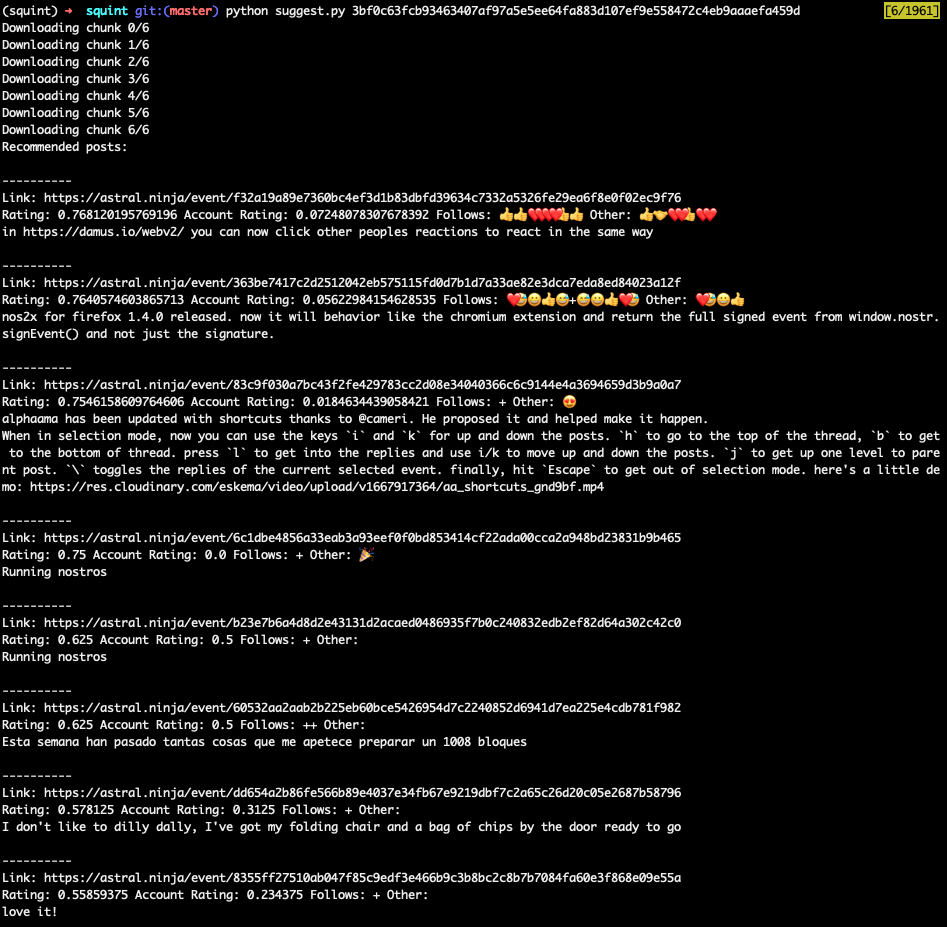 (squint) ➜  squint git:(master) python suggest.py 3bf0c63fcb93463407af97a5e5ee64fa883d107ef9e558472c4eb9aaaefa459d [6/1961]
Downloading chunk 0/6
Downloading chunk 1/6
Downloading chunk 2/6
Downloading chunk 3/6
Downloading chunk 4/6
Downloading chunk 5/6
Downloading chunk 6/6
Recommended posts:
----------
Link: https://astral.ninja/event/f32a19a89e7360bc4ef3d1b83dbfd39634c7332a5326fe29ea6f8e0f02ec9f76
Rating: 0.768120195769196 Account Rating: 0.07248078307678392 Follows: 👍👍❤️❤️❤️❤️👍👍 Other: 👍🤝❤️❤️👍❤️❤️
in https://damus.io/webv2/ you can now click other peoples reactions to react in the same way
----------
Link: https://astral.ninja/event/363be7417c2d2512042eb575115fd0d7b1d7a33ae82e3dca7eda8ed84023a12f
Rating: 0.7640574603865713 Account Rating: 0.05622984154628535 Follows: ❤️🥰😀👍😅+😅😀👍❤️🥰 Other: ❤️🥰😀👍
nos2x for firefox 1.4.0 released. now it will behavior like the chromium extension and return the full signed event from window.nostr.
signEvent() and not just the signature.
----------
Link: https://astral.ninja/event/83c9f030a7bc43f2fe429783cc2d08e34040366c6c9144e4a3694659d3b9a0a7
Rating: 0.7546158609764606 Account Rating: 0.0184634439058421 Follows: + Other: 😍
alphaama has been updated with shortcuts thanks to @cameri. He proposed it and helped make it happen.
When in selection mode, now you can use the keys `i` and `k` for up and down the posts. `h` to go to the top of the thread, `b` to get
 to the bottom of thread. press `l` to get into the replies and use i/k to move up and down the posts. `j` to get up one level to pare
nt post. `\` toggles the replies of the current selected event. finally, hit `Escape` to get out of selection mode. here's a little de
mo: https://res.cloudinary.com/eskema/video/upload/v1667917364/aa_shortcuts_gnd9bf.mp4
----------
Link: https://astral.ninja/event/6c1dbe4856a33eab3a93eef0f0bd853414cf22ada00cca2a948bd23831b9b465
Rating: 0.75 Account Rating: 0.0 Follows: + Other: 🎉
Running nostros
----------
Link: https://astral.ninja/event/b23e7b6a4d8d2e43131d2acaed0486935f7b0c240832edb2ef82d64a302c42c0
Rating: 0.625 Account Rating: 0.5 Follows: + Other:
Running nostros
----------
Link: https://astral.ninja/event/60532aa2aab2b225eb60bce5426954d7c2240852d6941d7ea225e4cdb781f982
Rating: 0.625 Account Rating: 0.5 Follows: ++ Other:
Esta semana han pasado tantas cosas que me apetece preparar un 1008 bloques
----------
Link: https://astral.ninja/event/dd654a2b86fe566b89e4037e34fb67e9219dbf7c2a65c26d20c05e2687b58796
Rating: 0.578125 Account Rating: 0.3125 Follows: + Other:
I don't like to dilly dally, I've got my folding chair and a bag of chips by the door ready to go
----------
Link: https://astral.ninja/event/8355ff27510ab047f85c9edf3e466b9c3b8bc2c8b7b7084fa60e3f868e09e55a
Rating: 0.55859375 Account Rating: 0.234375 Follows: + Other:
love it!